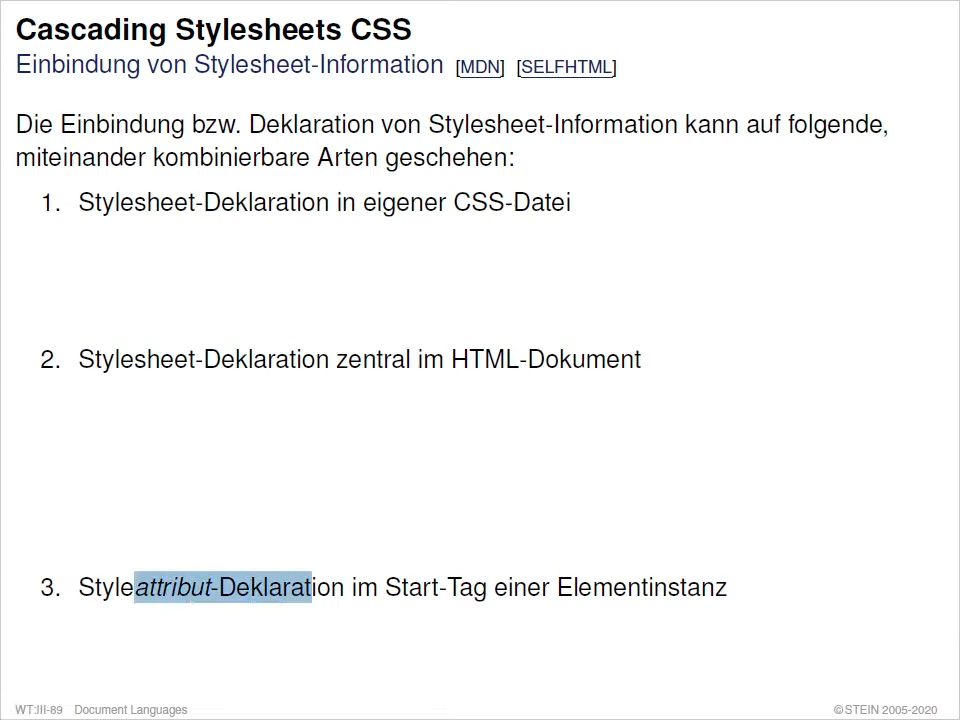 Cascading Stylesheets CSS
Einbindung von Stylesheet-Information [MDN] [SELFHTML]
Die Einbindung bzw. Deklaration von Stylesheet-Information kann auf folgende,
miteinander kombinierbare Arten geschehen:
1. Stylesheet-Deklaration in eigener CSS-Datei
2. Stylesheet-Deklaration zentral im HTML-Dokument
3. Styleattribut-Deklaration im Start-Tag einer Elementinstanz
WT:III-89 Document Languages ©STEIN 2005-2020